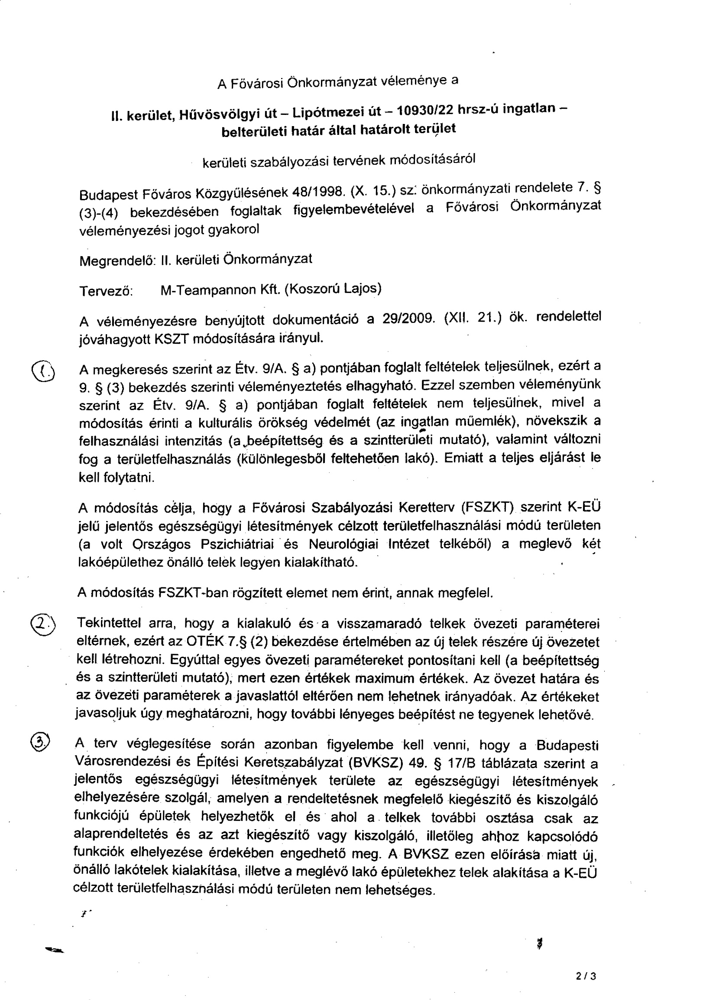 A Fővárosi Önkormányzat véleménye a
II. kerület, Hűvösvölgyi út – Lipótmezei út – 10930/22 hrsz-ú ingatlan –
belterületi határ által határolt terület
kerületi szabályozási tervének módosításáról
Budapest Főváros Közgyűlésének 48/1998. (X. 15.) sz. önkormányzati rendelete 7. §
(3)-(4) bekezdésében foglaltak figyelembevételével a Fővárosi Önkormányzat
véleményezési jogot gyakorol
Megrendelő: II. kerületi Önkormányzat
Tervező: M-Teampannon Kft. (Koszorú Lajos)
A véleményezésre benyújtott dokumentáció a 29/2009. (XII. 21.) ök. rendelettel
jóváhagyott KSZT módosítására irányul.
1. A megkeresés szerint az Étv. 9/A. § a) pontjában foglalt feltételek teljesülnek, ezért a
9. § (3) bekezdés szerinti véleményeztetés elhagyható. Ezzel szemben véleményünk
szerint az Étv. 9/A. § a) pontjában foglalt feltételek nem teljesülnek, mivel a
módosítás érinti a kulturális örökség védelmét (az ingatlan műemlék), növekszik a
felhasználási intenzitás (a beépítettség és a szintterületi mutató), valamint változni
fog a területfelhasználás (különlegesből feltehetően lakó). Emiatt a teljes eljárást le
kell folytatni.
A módosítás célja, hogy a Fővárosi Szabályozási Keretterv (FSZKT) szerint K-EÜ
jelű jelentős egészségügyi létesítmények célzott területfelhasználási módú területen
(a volt Országos Pszichiátriai és Neurológiai Intézet telkéből) a meglevő két
lakóépülethez önálló telek legyen kialakítható.
A módosítás FSZKT-ban rögzített elemet nem érint, annak megfelel.
2. Tekintettel arra, hogy a kialakuló és a visszamaradó telkek övezeti paraméterei
eltérnek, ezért az OTÉK 7.§ (2) bekezdése értelmében az új telek részére új övezetet
kell létrehozni. Egyúttal egyes övezeti paramétereket pontosítani kell (a beépítettség
és a szintterületi mutató), mert ezen értékek maximum értékek. Az övezet határa és
az övezeti paraméterek a javaslattól eltérően nem lehetnek irányadóak. Az értékeket
javasoljuk úgy meghatározni, hogy további lényeges beépítést ne tegyenek lehetővé.
3. A terv véglegesítése során azonban figyelembe kell venni, hogy a Budapesti
Városrendezési és Építési Keretszabályzat (BVKSZ) 49. § 17/B táblázata szerint a
jelentős egészségügyi létesítmények területe az egészségügyi létesítmények
elhelyezésére szolgál, amelyen a rendeltetésnek megfelelő kiegészítő és kiszolgáló
funkciójú épületek helyezhetők el és ahol a telkek további osztása csak az
alaprendeltetés és az azt kiegészítő vagy kiszolgáló, illetőleg ahhoz kapcsolódó
funkciók elhelyezése érdekében engedhető meg. A BVKSZ ezen előírása miatt új,
önálló lakótelek kialakítása, illetve a meglévő lakó épületekhez telek alakítása a K-EÜ
célzott területfelhasználási módú területen nem lehetséges.
2 / 3